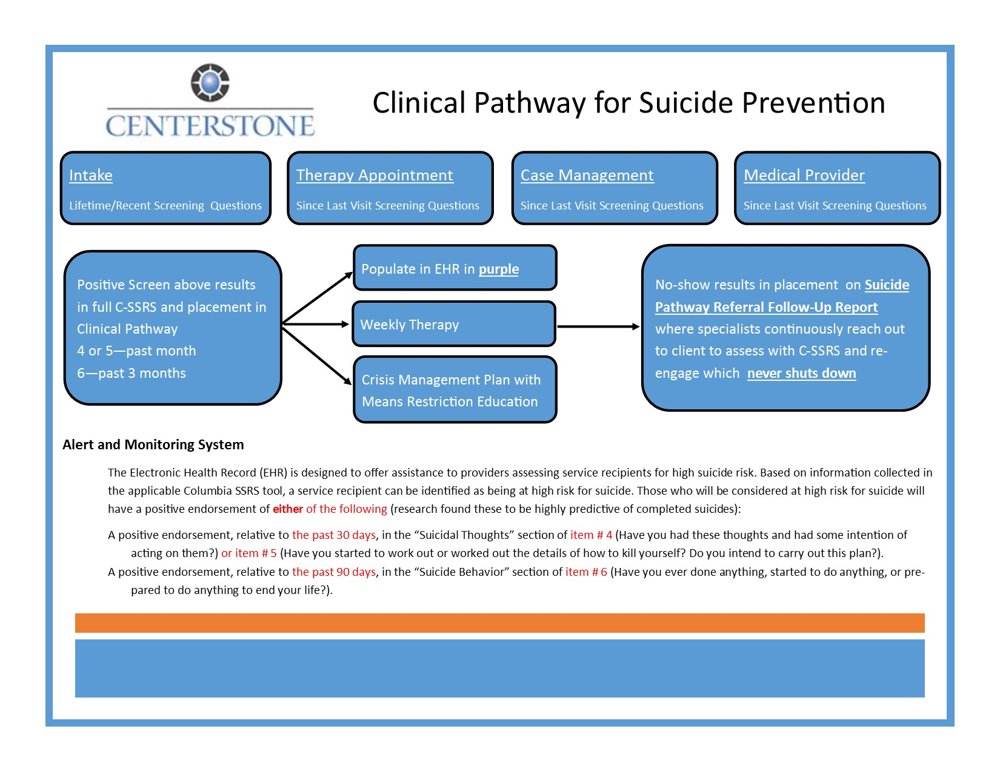 CENTERSTONE
Clinical Pathway for Suicide Prevention
Intake
Lifetime/Recent Screening  Questions
Therapy Appointment
Since Last Visit Screening Questions
Case Management
Since Last Visit Screening Questions
Medical Provider
Since Last Visit Screening Questions
Positive Screen above results
in full C-SSRS and placement in
Clinical Pathway
4 or 5—past month
6—past 3 months
Populate in EHR in purple
Weekly Therapy
Crisis Management Plan with
Means Restriction Education
No-show results in placement  on Suicide
Pathway Referral Follow-Up Report
where specialists continuously reach out
to client to assess with C-SSRS and re-
engage which  never shuts down
Alert and Monitoring System
The Electronic Health Record (EHR) is designed to offer assistance to providers assessing service recipients for high suicide risk. Based on information collected in
the applicable Columbia SSRS tool, a service recipient can be identified as being at high risk for suicide. Those who will be considered at high risk for suicide will
have a positive endorsement of either of the following (research found these to be highly predictive of completed suicides):
A positive endorsement, relative to the past 30 days, in the “Suicidal Thoughts” section of item # 4 (Have you had these thoughts and had some intention of
acting on them?) or item # 5 (Have you started to work out or worked out the details of how to kill yourself? Do you intend to carry out this plan?).
A positive endorsement, relative to the past 90 days, in the “Suicide Behavior” section of item # 6 (Have you ever done anything, started to do anything, or pre-
pared to do anything to end your life?).